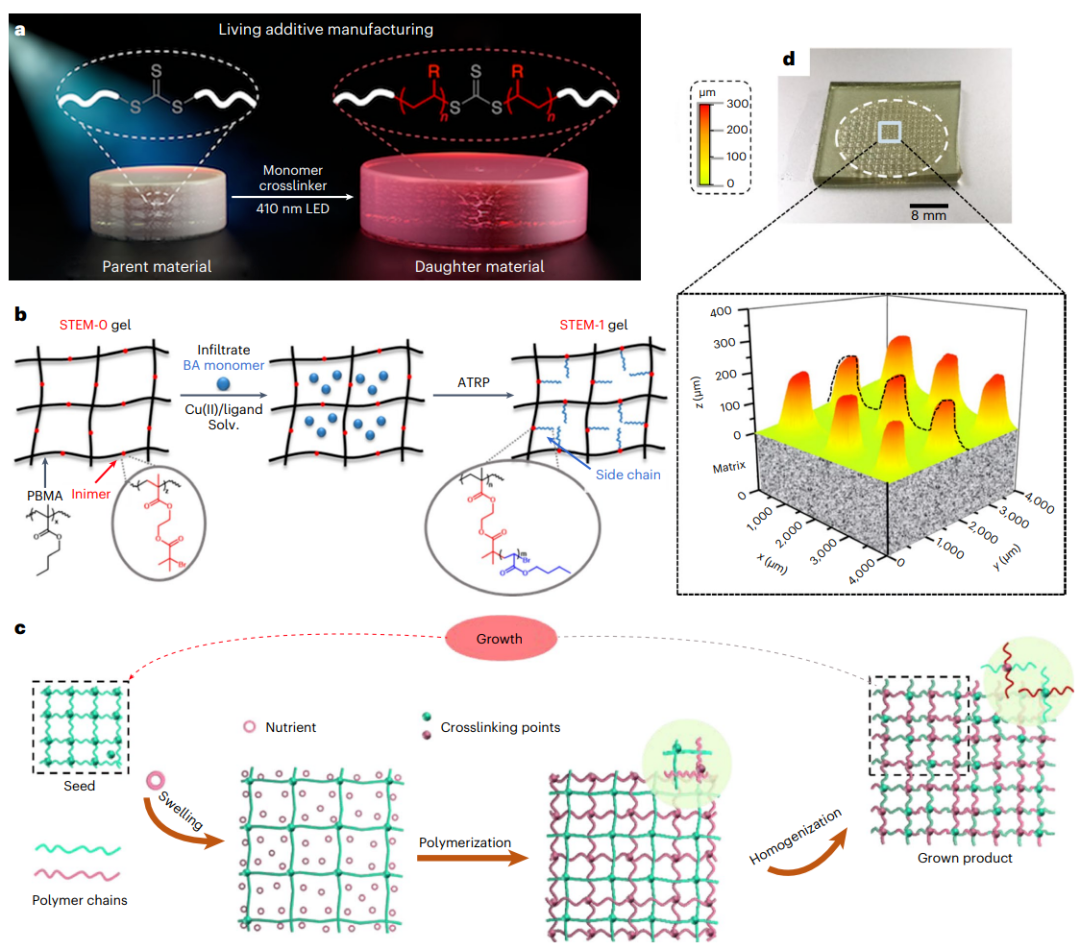 a
Living additive manufacturing
S
S
S
R
R
n
S
S
S
n
Monomer
crosslinker
410 nm LED
Parent material
Daughter material
d
µm
300
200
100
0
8 mm
400
300
200
100
0
z (µm)
Matrix
0
1,000
2,000
3,000
4,000
x (µm)
0
1,000
2,000
3,000
4,000
y (µm)
b
STEM-0 gel
Infiltrate
BA monomer
Cu(II)/ligand
Solv.
ATRP
STEM-1 gel
Side chain
PBMA
Inimer
x
O
O
z
O
O
O
O
Br
n
O
O
O
O
m
Br
O
O
c
Growth
Seed
Nutrient
Crosslinking points
Swelling
Polymerization
Homogenization
Grown product
Polymer chains